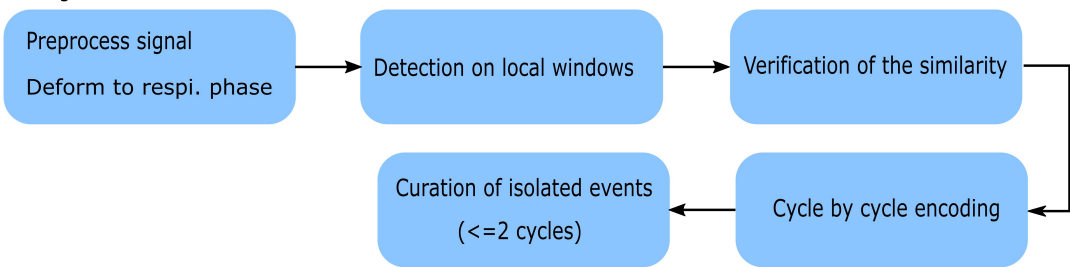 Preprocess signal
Deform to respi. phase
Detection on local windows
Verification of the similarity
Cycle by cycle encoding
Curation of isolated events
(<=2 cycles)